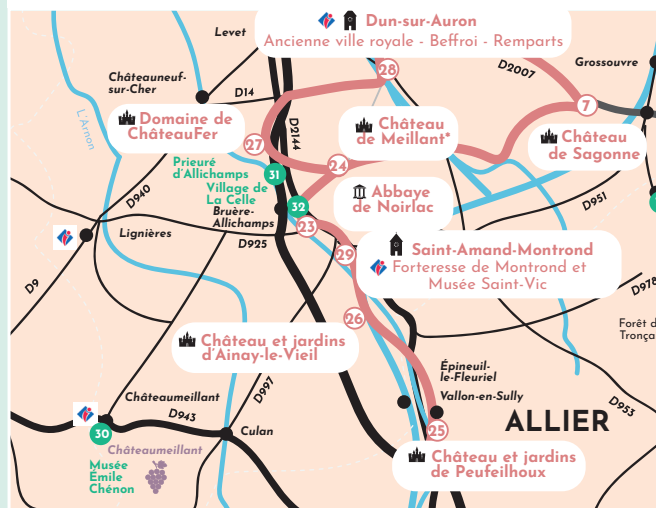 Dun-sur-Auron
Ancienne ville royale - Beffroi - Remparts
Levet
28
D2007
Grossouvre
Châteauneuf-
sur-Cher
D14
7
L'Arnon
Domaine de
ChâteauFer
D2144
Château
de Meillant*
Château
de Sagonne
27
Prieuré
d'Allichamps
31
24
Village de
La Celle
32
Abbaye
de Noirlac
D951
D940
Bruère-
Allichamps
23
Lignières
D925
29
Saint-Amand-Montrond
Forteresse de Montrond et
Musée Saint-Vic
D9
D978
26
Forêt d
Tronça
Château et jardins
d'Ainay-le-Vieil
Épineuil-
le-Fleuriel
Châteaumeillant
D997
Vallon-en-Sully
D953
D943
ALLIER
30
Culan
25
Châteaumeillant
Musée
Émile
Chénon
Château et jardins
de Peufeilhoux